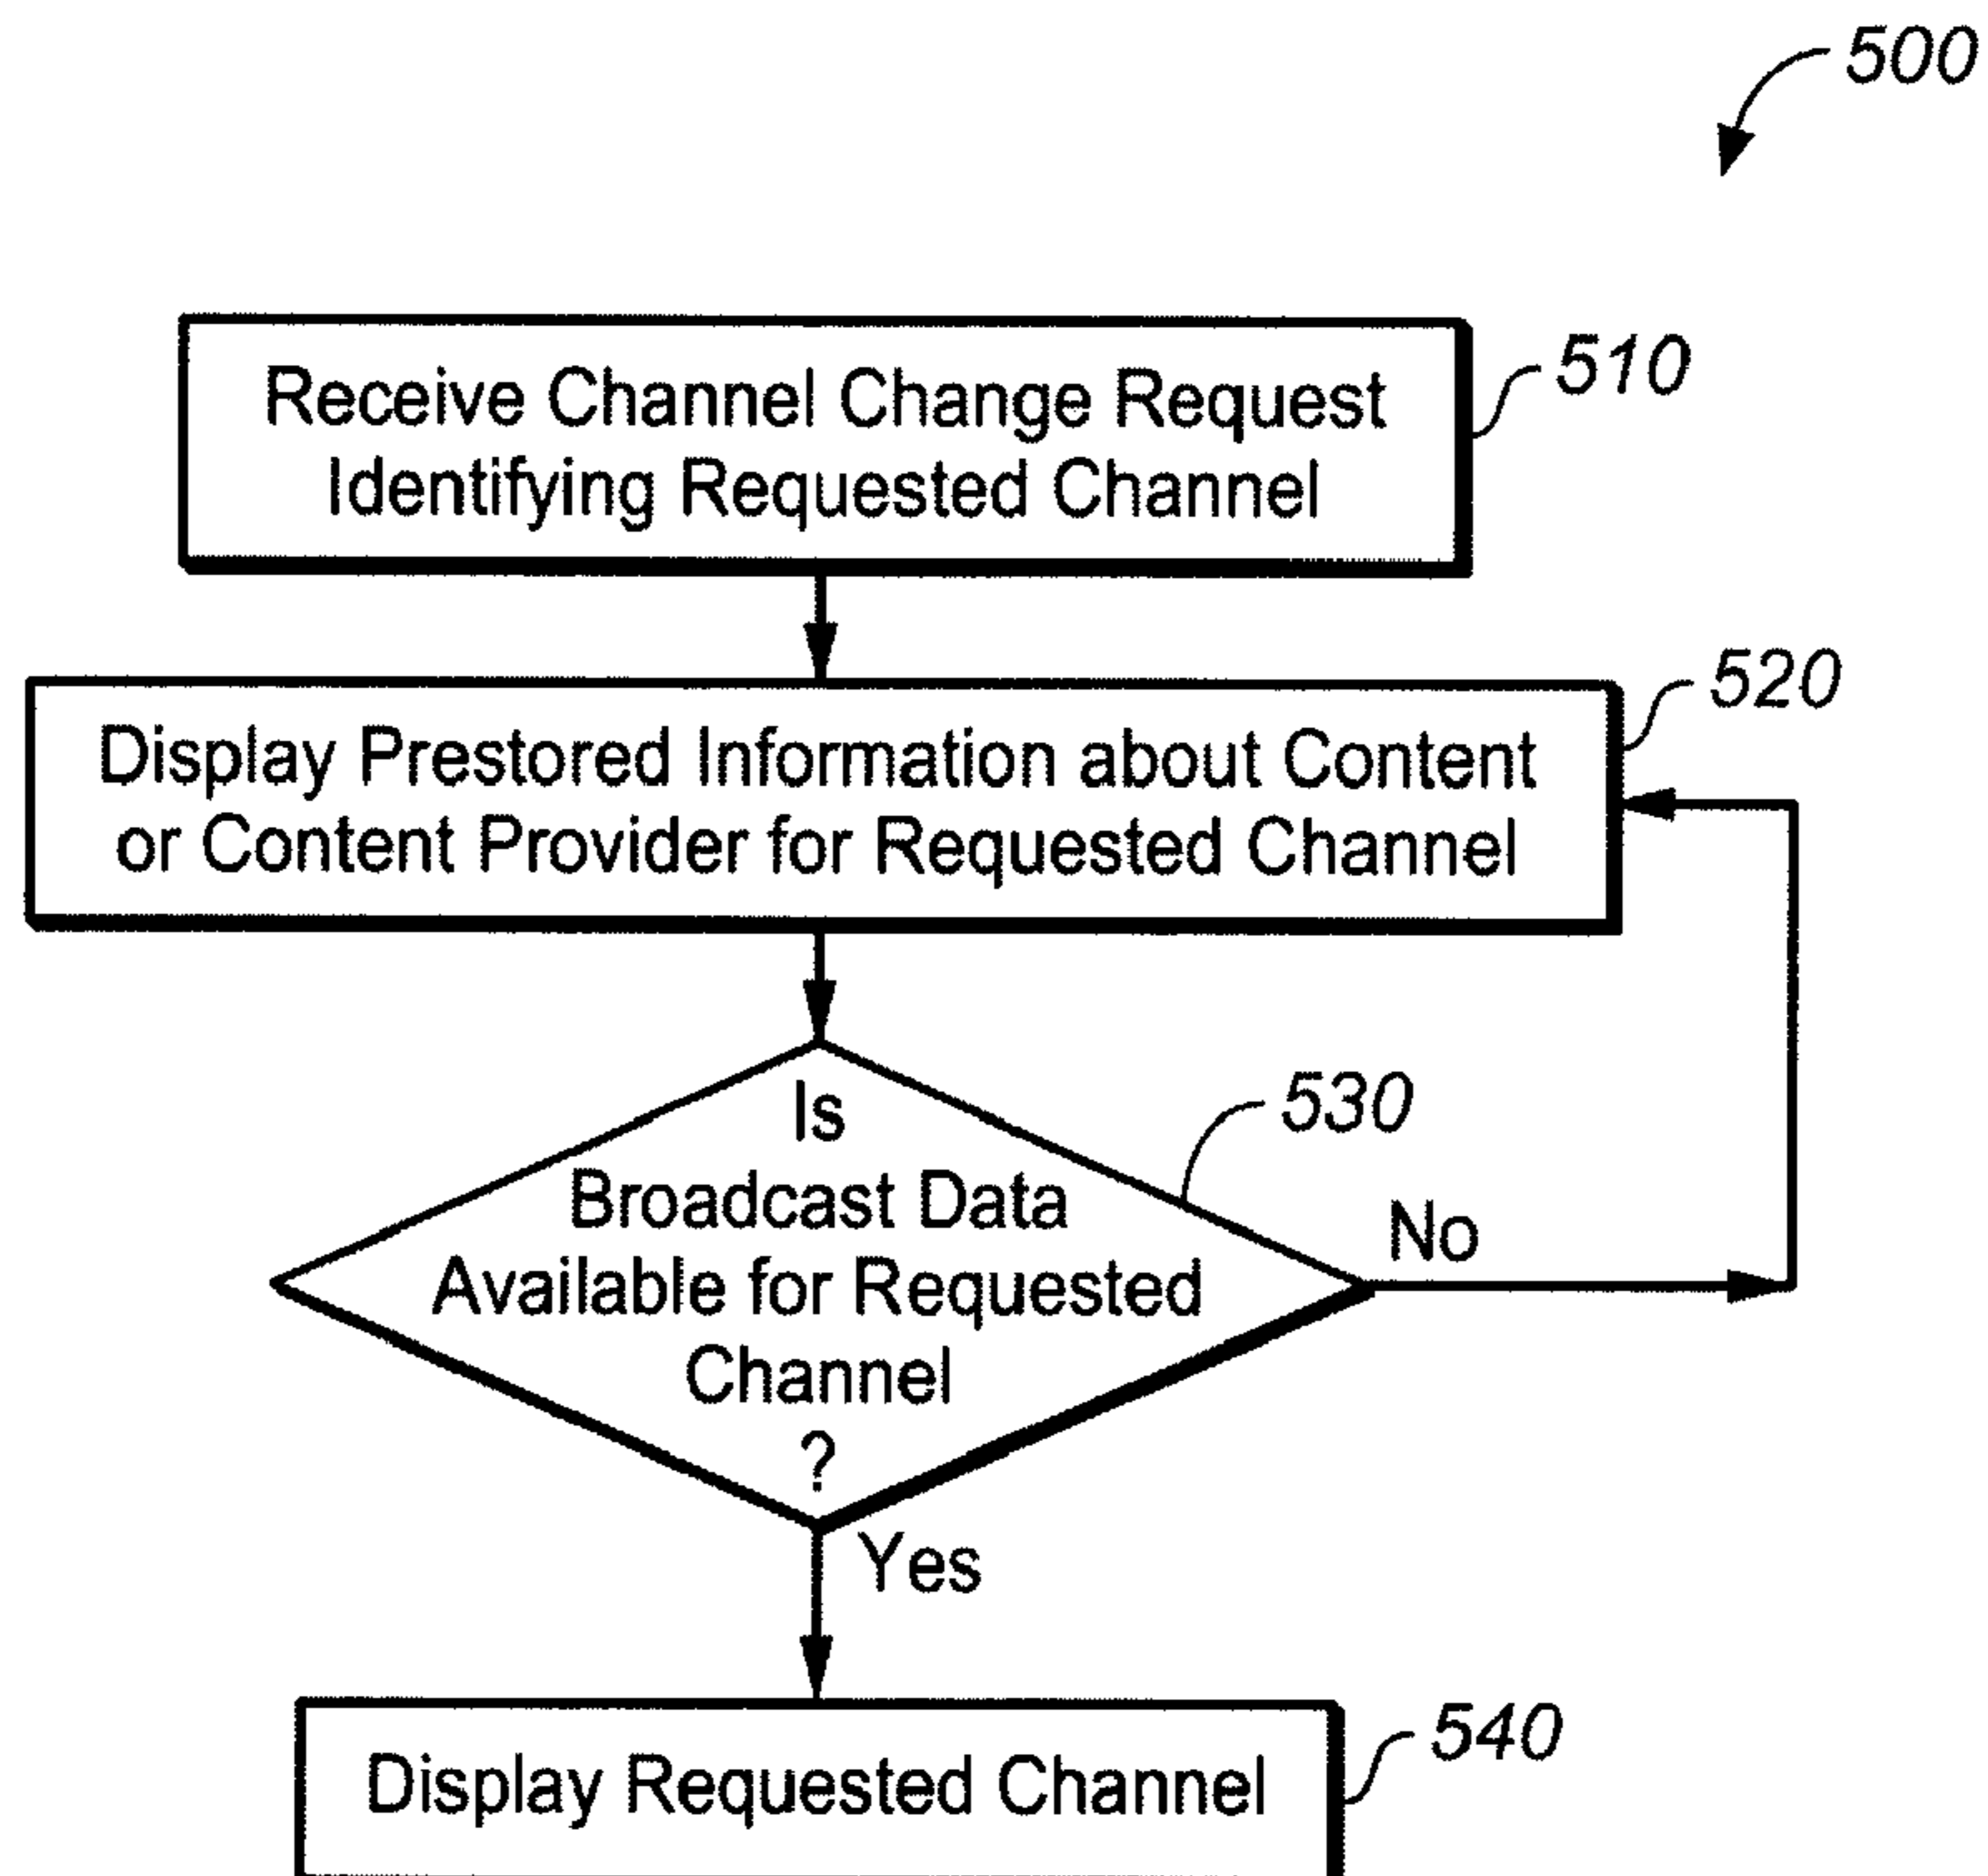 500
Receive Channel Change Request
Identifying Requested Channel
510
Display Prestored Information about Content
or Content Provider for Requested Channel
520
Is
Broadcast Data
Available for Requested
Channel
?
530
No
Yes
Display Requested Channel
540